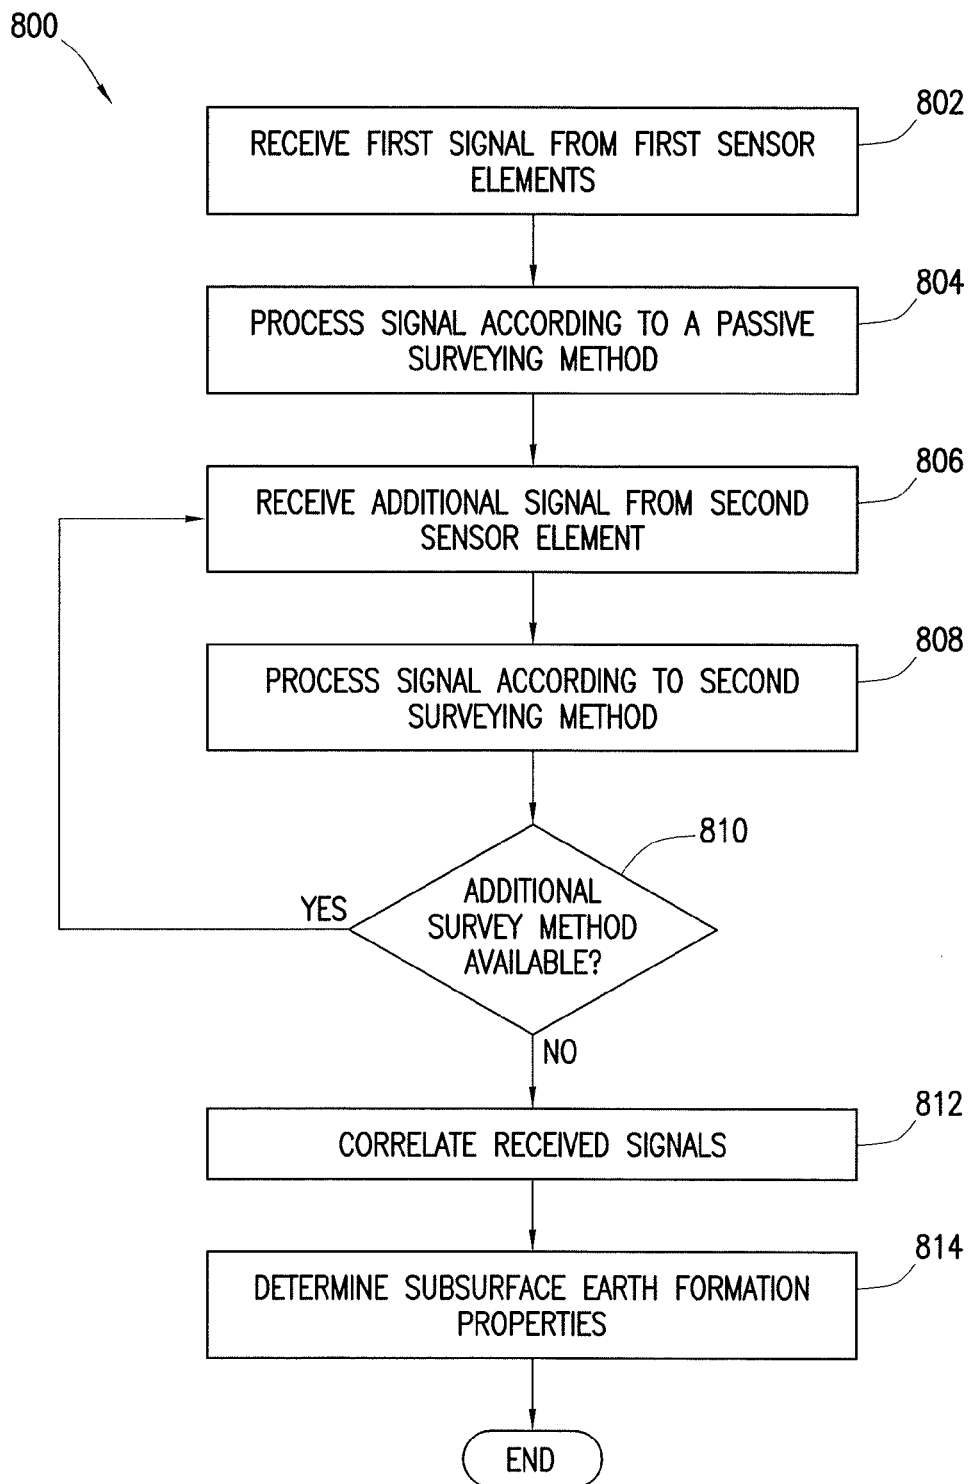 800
802
RECEIVE FIRST SIGNAL FROM FIRST SENSOR
ELEMENTS
804
PROCESS SIGNAL ACCORDING TO A PASSIVE
SURVEYING METHOD
806
RECEIVE ADDITIONAL SIGNAL FROM SECOND
SENSOR ELEMENT
808
PROCESS SIGNAL ACCORDING TO SECOND
SURVEYING METHOD
810
ADDITIONAL
SURVEY METHOD
AVAILABLE?
YES
NO
812
CORRELATE RECEIVED SIGNALS
814
DETERMINE SUBSURFACE EARTH FORMATION
PROPERTIES
END